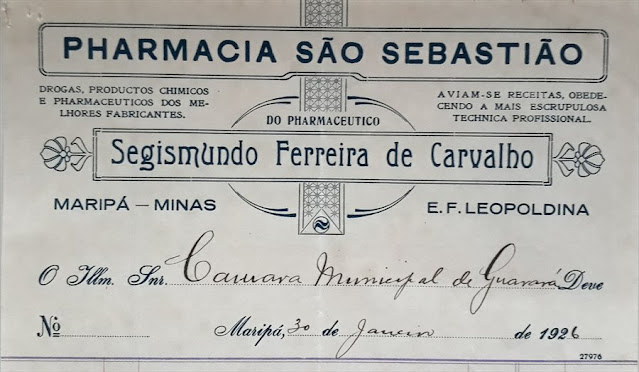 PHARMACIA SÃO SEBASTIÃO
DROGAS, PRODUCTOS CHIMICOS
E PHARMACEUTICOS DOS ME-
LHORES FABRICANTES.
AVIAM-SE RECEITAS, OBEDE-
CENDO A MAIS ESCRUPULOSA
TECHNICA PROFISSIONAL.
DO PHARMACEUTICO
Segismundo Ferreira de Carvalho
MARIPÁ – MINAS
E. F. LEOPOLDINA
O Illm. Snr. Camara Municipal de Guarará Deve
No
Maripá, 30 de Janeiro de 1926
27976